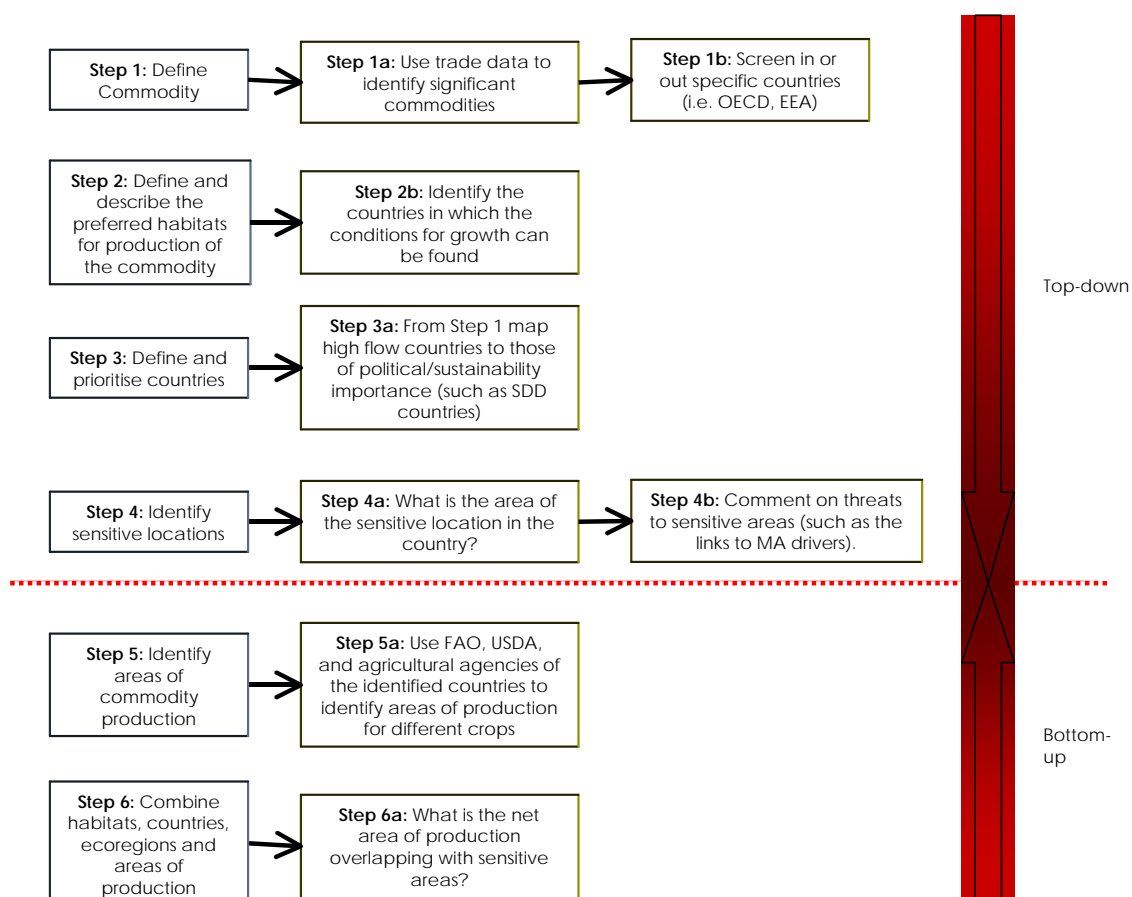 Step 1: Define
Commodity
Step 1a: Use trade data to
identify significant
commodities
Step 1b: Screen in or
out specific countries
(i.e. OECD, EEA)
Step 2: Define and
describe the
preferred habitats
for production of
the commodity
Step 2b: Identify the
countries in which the
conditions for growth can
be found
Top-down
Step 3: Define and
prioritise countries
Step 3a: From Step 1 map
high flow countries to those
of political/sustainability
importance (such as SDD
countries)
Step 4: Identify
sensitive locations
Step 4a: What is the area of
the sensitive location in the
country?
Step 4b: Comment on threats
to sensitive areas (such as the
links to MA drivers).
Step 5: Identify
areas of
commodity
production
Step 5a: Use FAO, USDA,
and agricultural agencies of
the identified countries to
identify areas of production
for different crops
Bottom-
up
Step 6: Combine
habitats, countries,
ecoregions and
areas of
production
Step 6a: What is the net
area of production
overlapping with sensitive
areas?